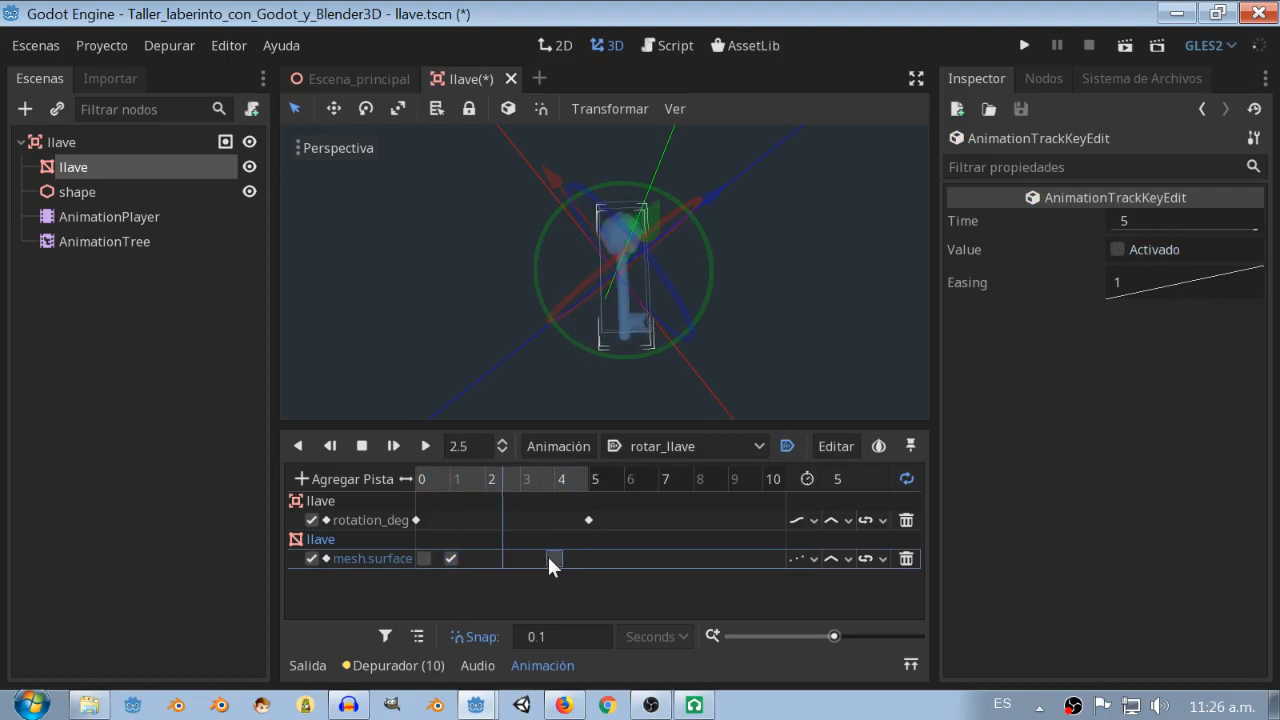 Godot Engine - Taller_laberinto_con_Godot_y_Blender3D - llave.tscn (*)
Escenas Proyecto Depurar Editor Ayuda 2D 3D Script AssetLib GLES2
Escenas Importar Escena_principal llave(*) Inspector Nodos Sistema de Archivos
Filtrar nodos Transformar Ver
llave Perspectiva AnimationTrackKeyEdit
llave Filtrar propiedades
shape AnimationTrackKeyEdit
AnimationPlayer Time 5
AnimationTree Value Activado
Easing 1
2.5 Animación rotar_llave Editar
Agregar Pista 0 1 2 3 4 5 6 7 8 9 10 5
llave
rotation_deg
llave
mesh.surface
Snap: 0.1 Seconds
Salida Depurador (10) Audio Animación
ES 11:26 a.m.